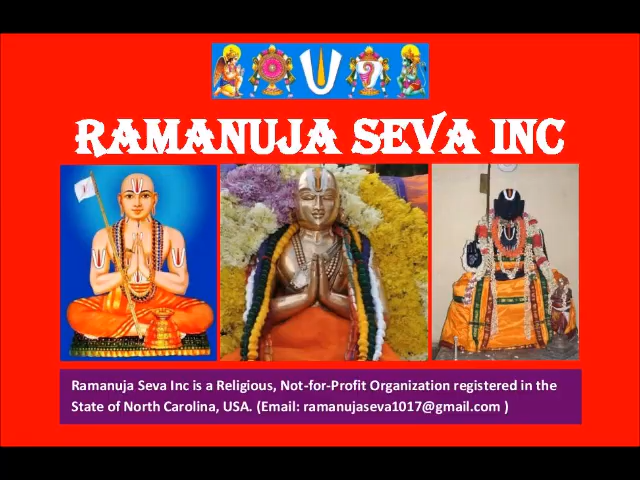 RAMANUJA SEVA INC
Ramanuja Seva Inc is a Religious, Not-for-Profit Organization registered in the
State of North Carolina, USA. (Email: ramanujaseva1017@gmail.com )